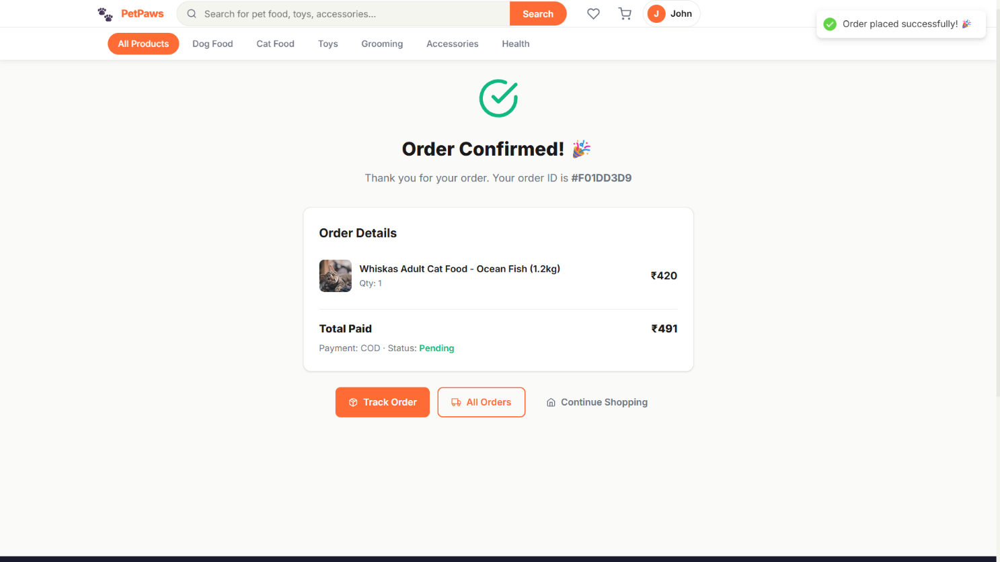 PetPaws
Search for pet food, toys, accessories...
Search
J
John
Order placed successfully! 🎉
All Products
Dog Food
Cat Food
Toys
Grooming
Accessories
Health
Order Confirmed! 🎉
Thank you for your order. Your order ID is #F01DD3D9
Order Details
Whiskas Adult Cat Food - Ocean Fish (1.2kg)
Qty: 1
₹420
Total Paid
₹491
Payment: COD · Status: Pending
Track Order
All Orders
Continue Shopping